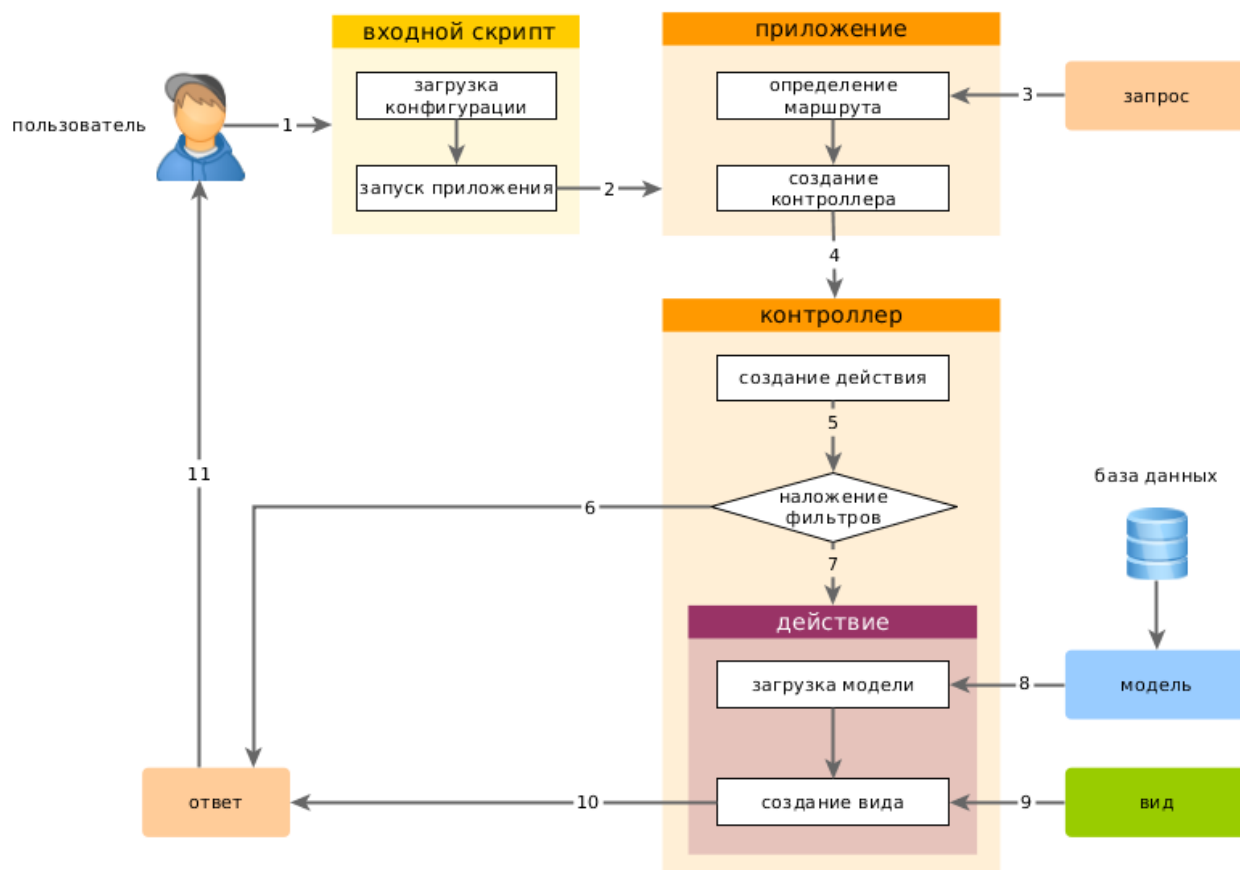 входной скрипт
приложение
загрузка
конфигурации
определение
маршрута
3
запрос
пользователь
1
запуск приложения
2
создание
контроллера
4
контроллер
создание действия
5
11
база данных
наложение
фильтров
6
7
действие
загрузка модели
8
модель
ответ
10
создание вида
9
вид